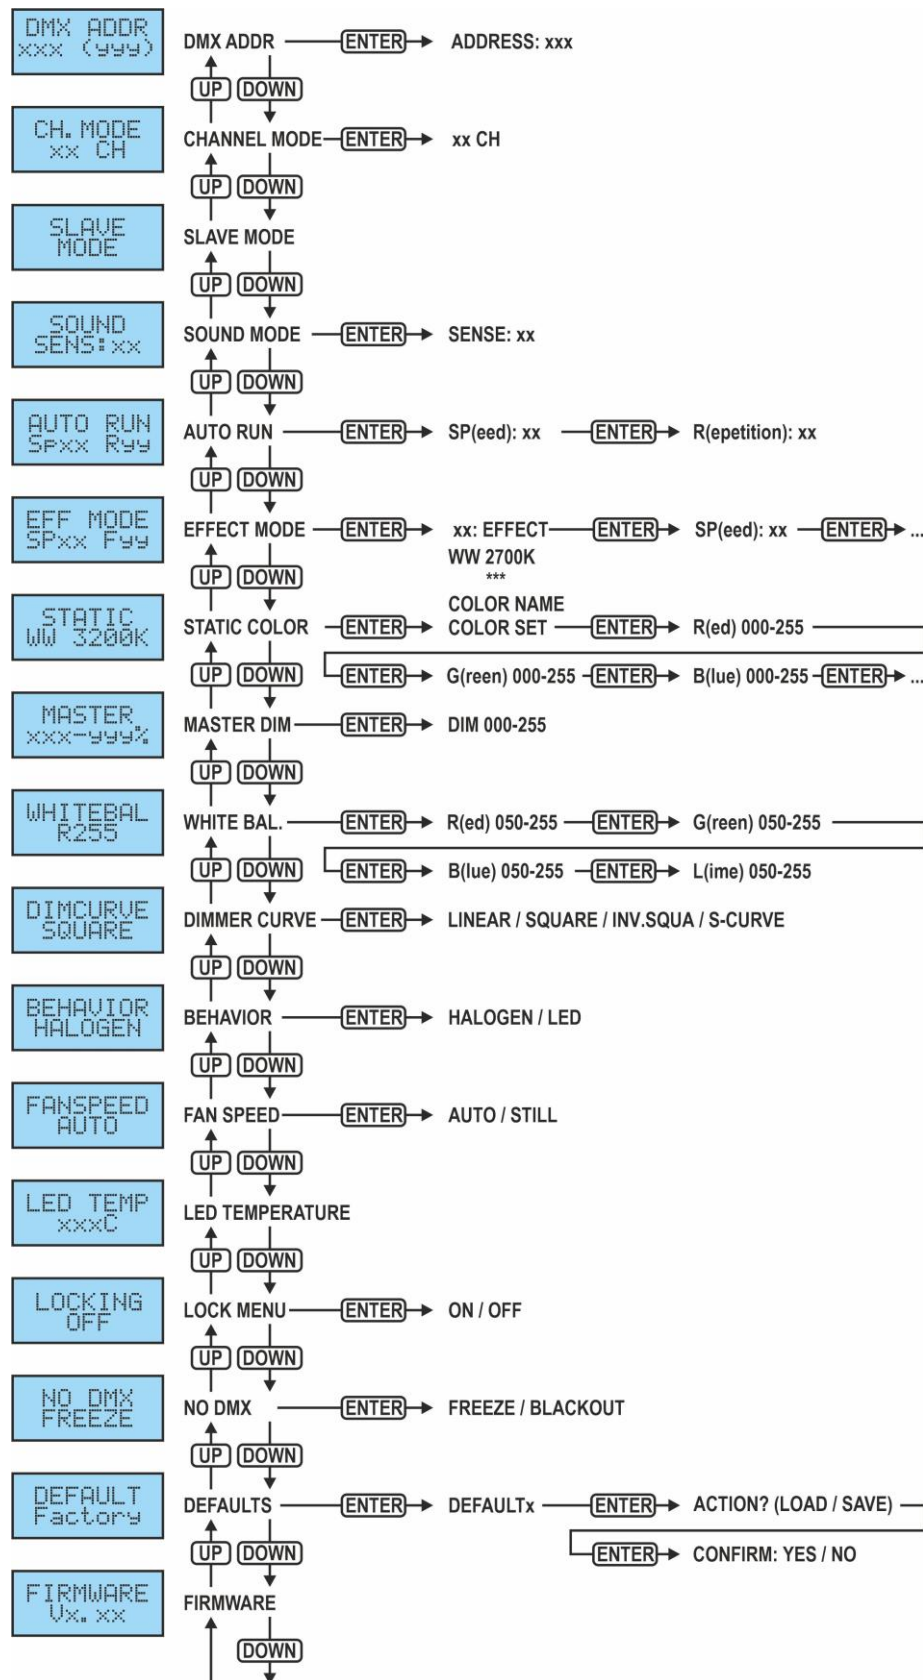 DMX ADDR
xxx (yyy)
DMX ADDR ENTER ADDRESS: xxx
UP DOWN
CH. MODE
xx CH
CHANNEL MODE ENTER xx CH
UP DOWN
SLAVE
MODE
SLAVE MODE
UP DOWN
SOUND
SENS:xx
SOUND MODE ENTER SENSE: xx
UP DOWN
AUTO RUN
Spxx Ryy
AUTO RUN ENTER SP(eed): xx ENTER R(epetition): xx
UP DOWN
EFF MODE
SPxx Fyy
EFFECT MODE ENTER xx: EFFECT ENTER SP(eed): xx ENTER ...
WW 2700K
UP DOWN
***
COLOR NAME
STATIC
WW 3200K
STATIC COLOR ENTER COLOR SET ENTER R(ed) 000-255
UP DOWN ENTER G(reen) 000-255 ENTER B(lue) 000-255 ENTER ...
MASTER
xxx-yyy%
MASTER DIM ENTER DIM 000-255
UP DOWN
WHITEBAL
R255
WHITE BAL. ENTER R(ed) 050-255 ENTER G(reen) 050-255
UP DOWN ENTER B(lue) 050-255 ENTER L(ime) 050-255
DIMCURVE
SQUARE
DIMMER CURVE ENTER LINEAR / SQUARE / INV.SQUA / S-CURVE
UP DOWN
BEHAVIOR
HALOGEN
BEHAVIOR ENTER HALOGEN / LED
UP DOWN
FANSPEED
AUTO
FAN SPEED ENTER AUTO / STILL
UP DOWN
LED TEMP
xxxC
LED TEMPERATURE
UP DOWN
LOCKING
OFF
LOCK MENU ENTER ON / OFF
UP DOWN
NO DMX
FREEZE
NO DMX ENTER FREEZE / BLACKOUT
UP DOWN
DEFAULT
Factory
DEFAULTS ENTER DEFAULTx ENTER ACTION? (LOAD / SAVE)
UP DOWN ENTER CONFIRM: YES / NO
FIRMWARE
Vx.xx
FIRMWARE
DOWN